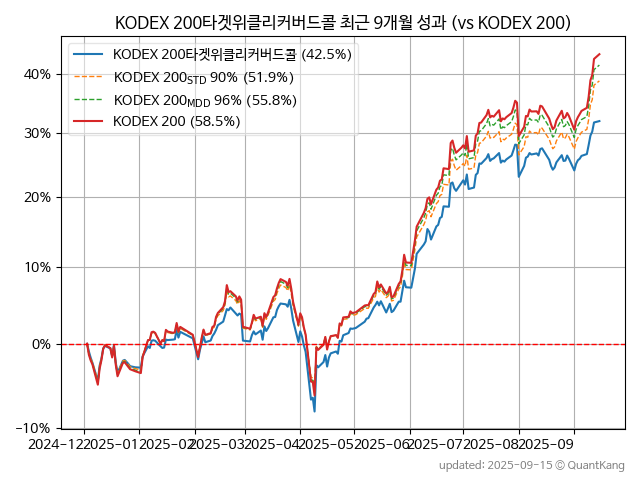 KODEX 200타겟위클리커버드콜 최근 9개월 성과 (vs KODEX 200)
KODEX 200타겟위클리커버드콜 (42.5%)
KODEX 200STD 90% (51.9%)
KODEX 200MDD 96% (55.8%)
KODEX 200 (58.5%)
40%
30%
20%
10%
0%
−10%
2024-12 2025-01 2025-02 2025-03 2025-04 2025-05 2025-06 2025-07 2025-08 2025-09
updated: 2025-09-15 © QuantKang